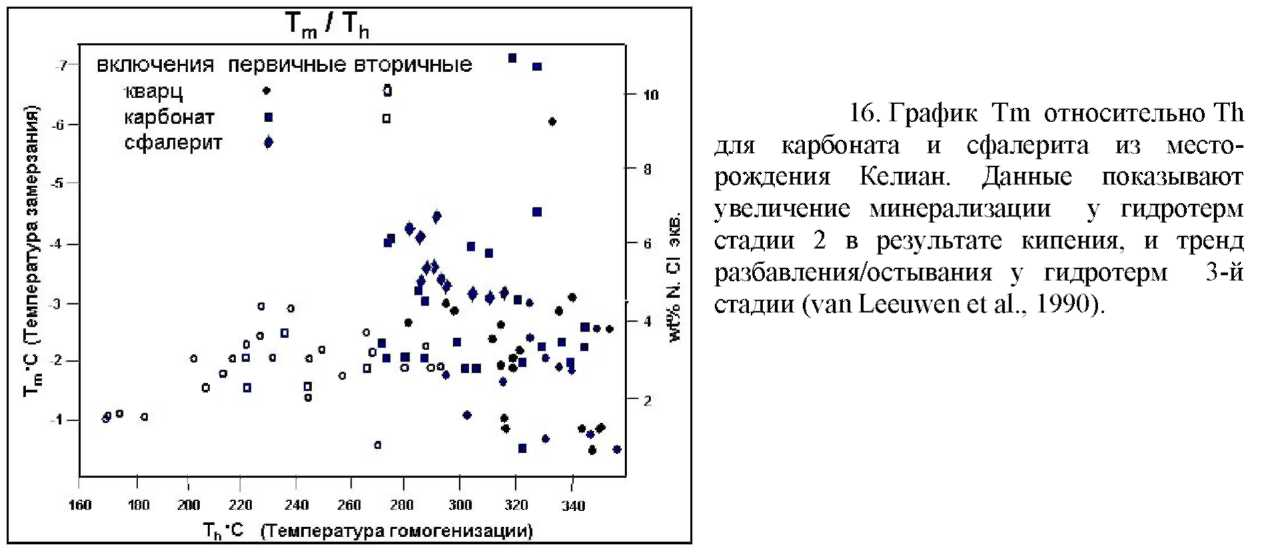 Tm / Th
включения первичные вторичные
кварц
карбонат
сфалерит
Tm °C (Температура замерзания)
-7
-6
-5
-4
-3
-2
-1
10
8
6
4
2
wt% N. Cl экв.
160 180 200 220 240 260 280 300 320 340
Th °C (Температура гомогенизации)
16. График Tm относительно Th
для карбоната и сфалерита из место-
рождения Келиан. Данные показывают
увеличение минерализации у гидротерм
стадии 2 в результате кипения, и тренд
разбавления/остывания у гидротерм 3-й
стадии (van Leeuwen et al., 1990).